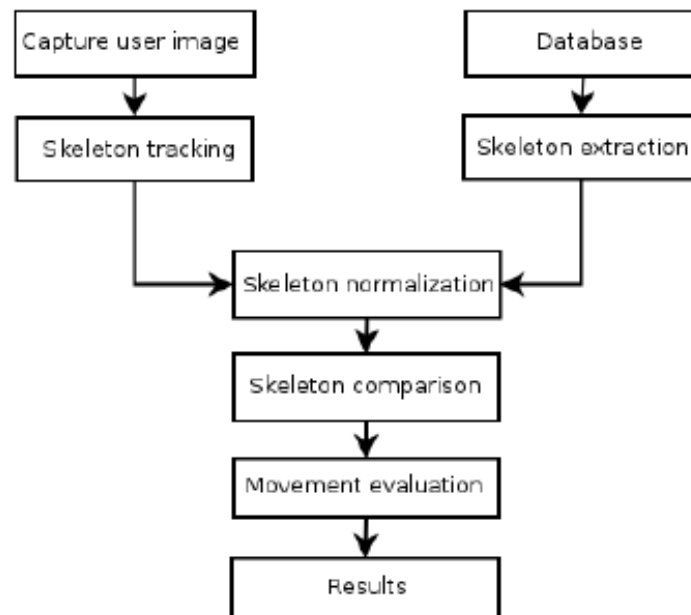 Capture user image
Database
Skeleton tracking
Skeleton extraction
Skeleton normalization
Skeleton comparison
Movement evaluation
Results